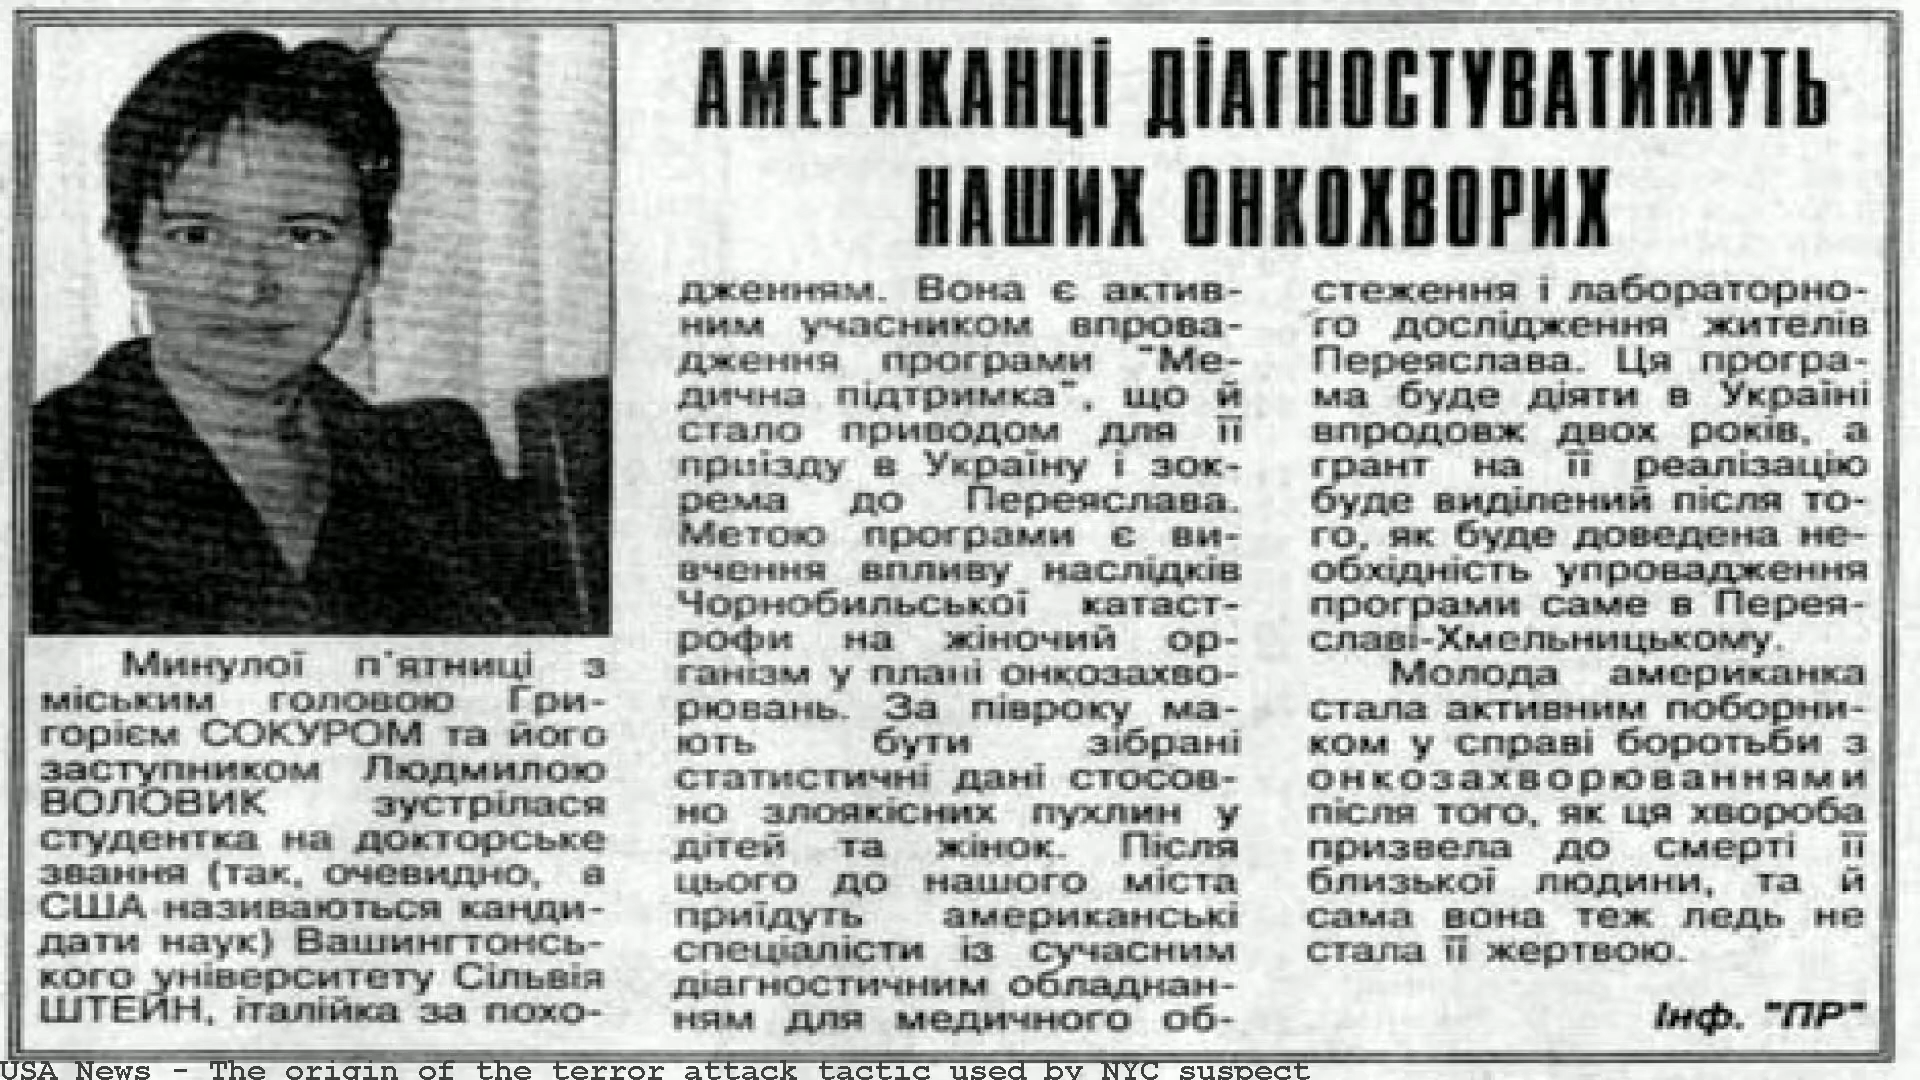 АМЕРИКАНЦІ ДІАГНОСТУВАТИМУТЬ
НАШИХ ОНКОХВОРИХ
Минулої п'ятниці з
міським головою Гри-
горієм СОКУРОМ та його
заступником Людмилою
ВОЛОВИК зустрілася
студентка на докторське
звання (так, очевидно, в
США називаються канди-
дати наук) Вашингтонсь-
кого університету Сільвія
ШТЕЙН, італійка за похо-
дженням. Вона є актив-
ним учасником впрова-
дження програми "Ме-
дична підтримка", що й
стало приводом для її
приїзду в Україну і зок-
рема до Переяслава.
Метою програми є ви-
вчення впливу наслідків
Чорнобильської катаст-
рофи на жіночий ор-
ганізм у плані онкозахво-
рювань. За півроку ма-
ють бути зібрані
статистичні дані стосов-
но злоякісних пухлин у
дітей та жінок. Після
цього до нашого міста
приїдуть американські
спеціалісти із сучасним
діагностичним обладнан-
ням для медичного об-
стеження і лабораторно-
го дослідження жителів
Переяслава. Ця програ-
ма буде діяти в Україні
впродовж двох років, а
грант на її реалізацію
буде виділений після то-
го, як буде доведена не-
обхідність упровадження
програми саме в Перея-
славі-Хмельницькому.
Молода американка
стала активним поборни-
ком у справі боротьби з
онкозахворюваннями
після того, як ця хвороба
призвела до смерті її
близької людини, та й
сама вона теж ледь не
стала її жертвою.
Інф. "ПР"
USA News - The origin of the terror attack tactic used by NYC suspect